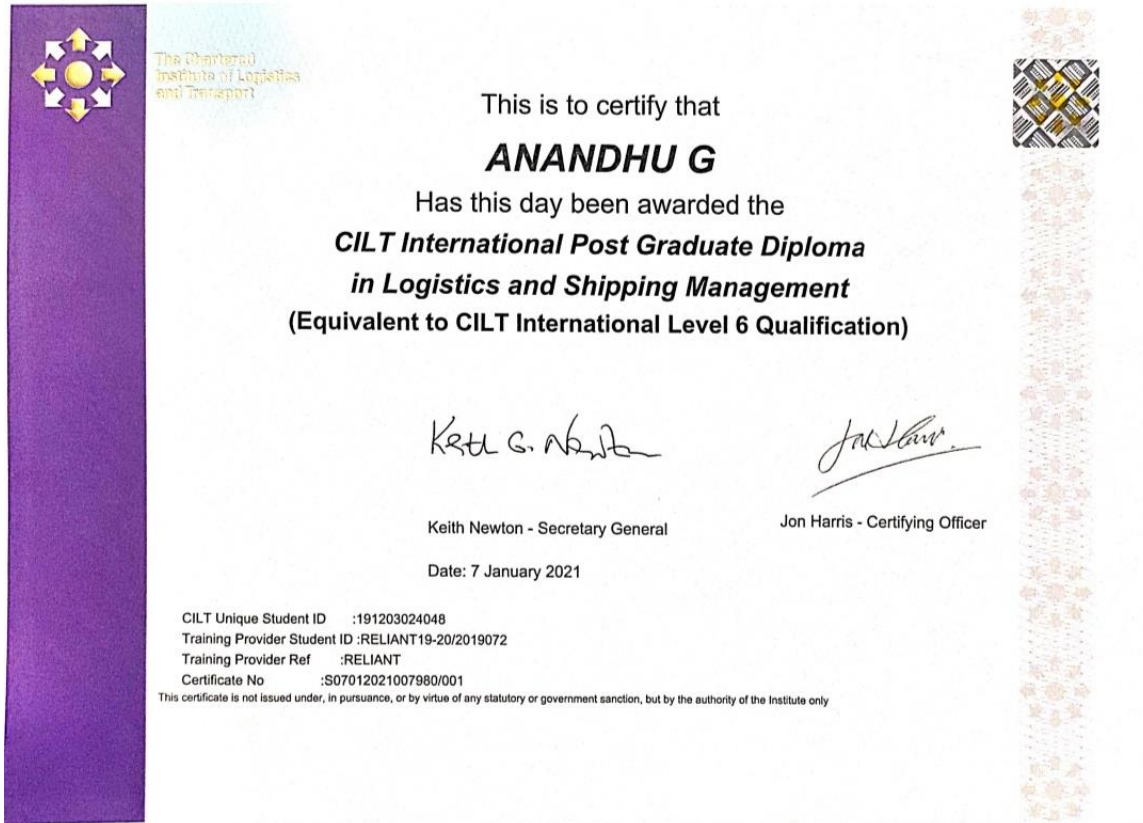 The Chartered
Institute of Logistics
and Transport
This is to certify that
ANANDHU G
Has this day been awarded the
CILT International Post Graduate Diploma
in Logistics and Shipping Management
(Equivalent to CILT International Level 6 Qualification)
Keith G. Newton
Keith Newton - Secretary General
Jon Harris - Certifying Officer
Date: 7 January 2021
CILT Unique Student ID :191203024048
Training Provider Student ID :RELIANT19-20/2019072
Training Provider Ref :RELIANT
Certificate No :S07012021007980/001
This certificate is not issued under, in pursuance, or by virtue of any statutory or government sanction, but by the authority of the Institute only